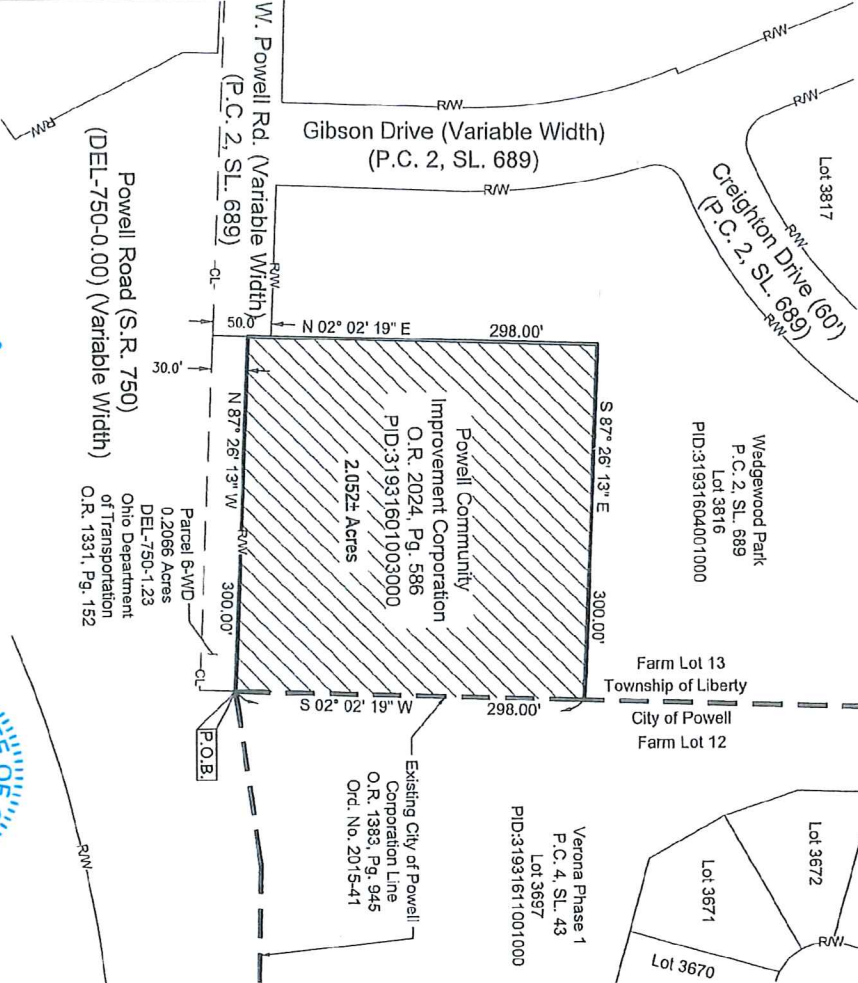 W. Powell Rd. (Variable Width)
(P.C. 2, SL. 689)
R/W
R/W
R/W
Gibson Drive (Variable Width)
(P.C. 2, SL. 689)
R/W
R/W
R/W
Lot 3817
Creighton Drive (60')
(P.C. 2, SL. 689)
R/W
R/W
Powell Road (S.R. 750)
(DEL-750-0.00) (Variable Width)
CL
50.0'
30.0'
N 02° 02' 19" E
298.00'
S 87° 26' 13" E
300.00'
N 87° 26' 13" W
300.00'
R/W
S 02° 02' 19" W
298.00'
Powell Community
Improvement Corporation
O.R. 2024, Pg. 586
PID:31931601003000
2.052± Acres
Wedgewood Park
P.C. 2, SL. 689
Lot 3816
PID:31931604001000
Parcel 6-WD
0.2066 Acres
DEL-750-1.23
Ohio Department
of Transportation
O.R. 1331, Pg. 152
CL
P.O.B.
Farm Lot 13
Township of Liberty
City of Powell
Farm Lot 12
Existing City of Powell
Corporation Line
O.R. 1383, Pg. 945
Ord. No. 2015-41
Verona Phase 1
P.C. 4, SL. 43
Lot 3697
PID:31931611001000
Lot 3672
Lot 3671
Lot 3670
R/W
R/W